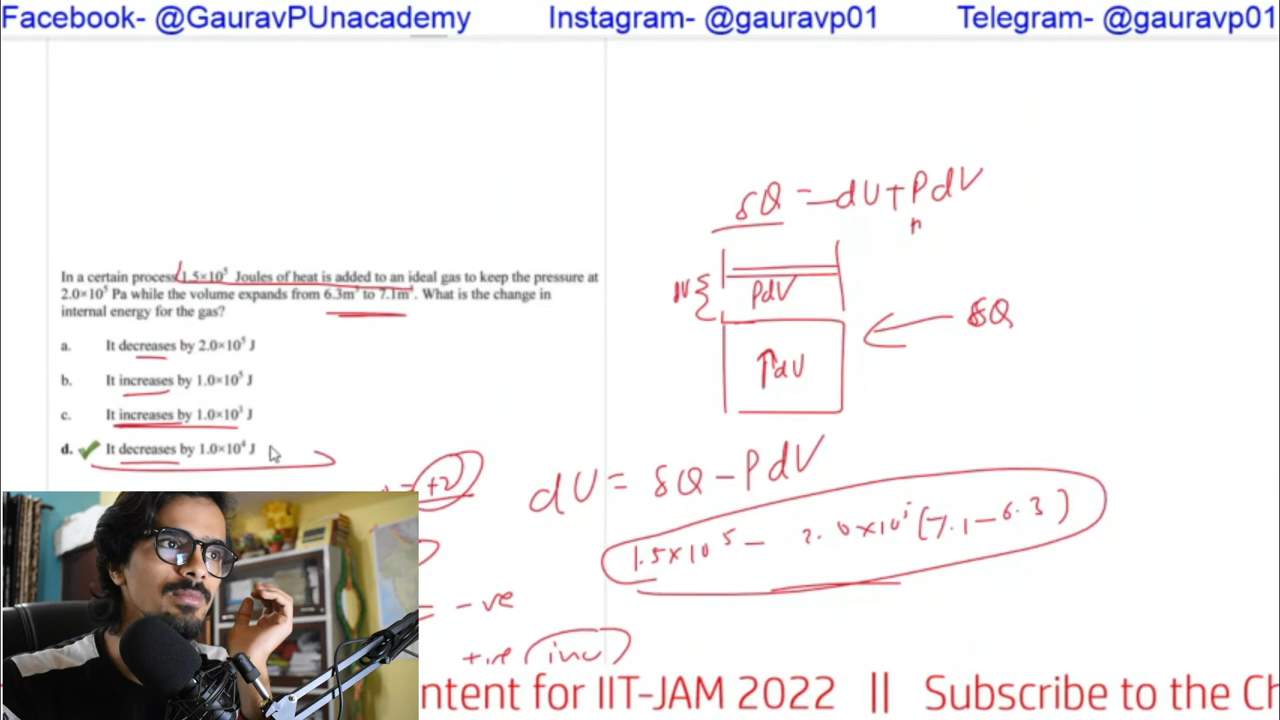 Facebook- @GauravPUnacademy Instagram- @gauravp01 Telegram- @gauravp01
In a certain process 1.5×10⁵ Joules of heat is added to an ideal gas to keep the pressure at
2.0×10⁵ Pa while the volume expands from 6.3m³ to 7.1m³. What is the change in
internal energy for the gas?
a. It decreases by 2.0×10⁵ J
b. It increases by 1.0×10⁵ J
c. It increases by 1.0×10³ J
d. It decreases by 1.0×10⁴ J
δQ = dU + PdV
PdV
δQ
↑dU
dU = δQ - PdV
1.5×10⁵ - 2.0×10⁵ (7.1-6.3)
+2
= -ve
+ive (inc)
ntent for IIT-JAM 2022 || Subscribe to the Ch